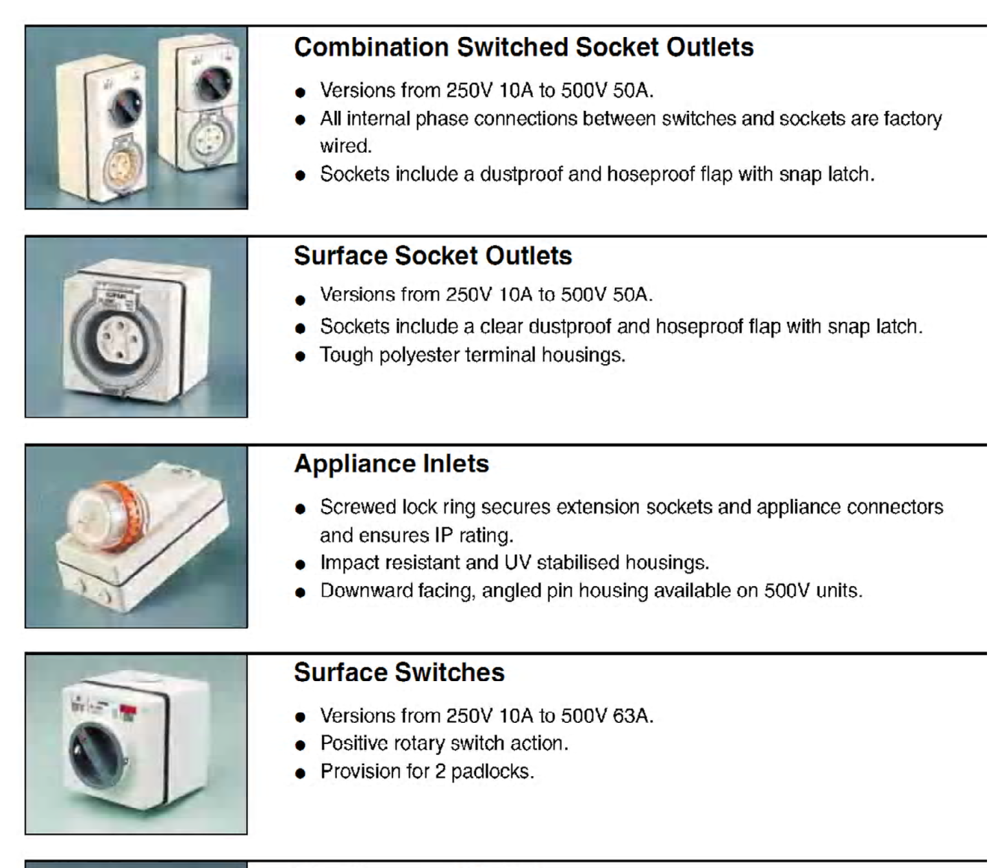 Combination Switched Socket Outlets
● Versions from 250V 10A to 500V 50A.
● All internal phase connections between switches and sockets are factory
wired.
● Sockets include a dustproof and hoseproof flap with snap latch.
Surface Socket Outlets
● Versions from 250V 10A to 500V 50A.
● Sockets include a clear dustproof and hoseproof flap with snap latch.
● Tough polyester terminal housings.
Appliance Inlets
● Screwed lock ring secures extension sockets and appliance connectors
and ensures IP rating.
● Impact resistant and UV stabilised housings.
● Downward facing, angled pin housing available on 500V units.
Surface Switches
● Versions from 250V 10A to 500V 63A.
● Positive rotary switch action.
● Provision for 2 padlocks.